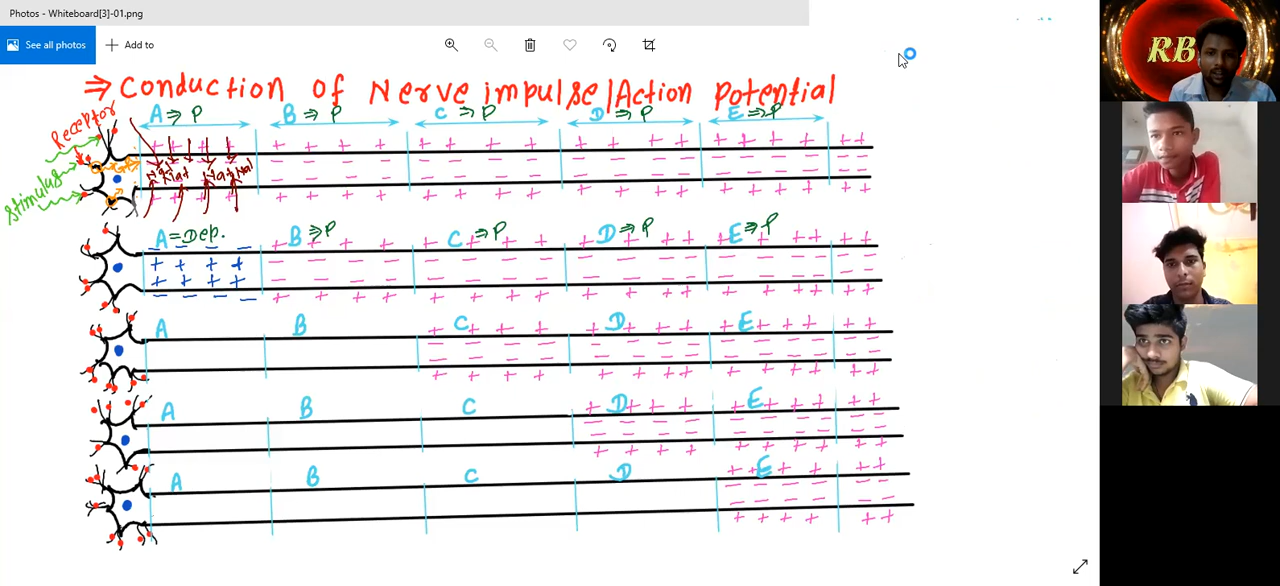 Photos - Whiteboard[3]-01.png
See all photos + Add to
⇒ Conduction of Nerve impulse/Action Potential
RB
Receptor
Stimulus
A ⇒ P B ⇒ P C ⇒ P D ⇒ P E ⇒ P
+ + + + + + + + + + + + + + + + + +
A = Dep. B ⇒ P C ⇒ P D ⇒ P E ⇒ P
A B C D E
A B C D E
A B C D E